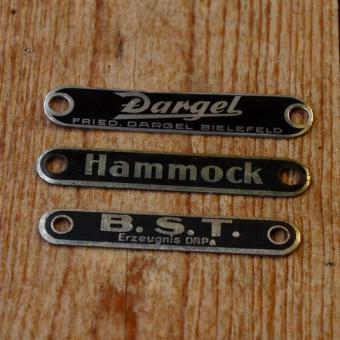 Dargel
FRIED. DARGEL BIELEFELD
Hammock
B.S.T.
Erzeugnis DRPa